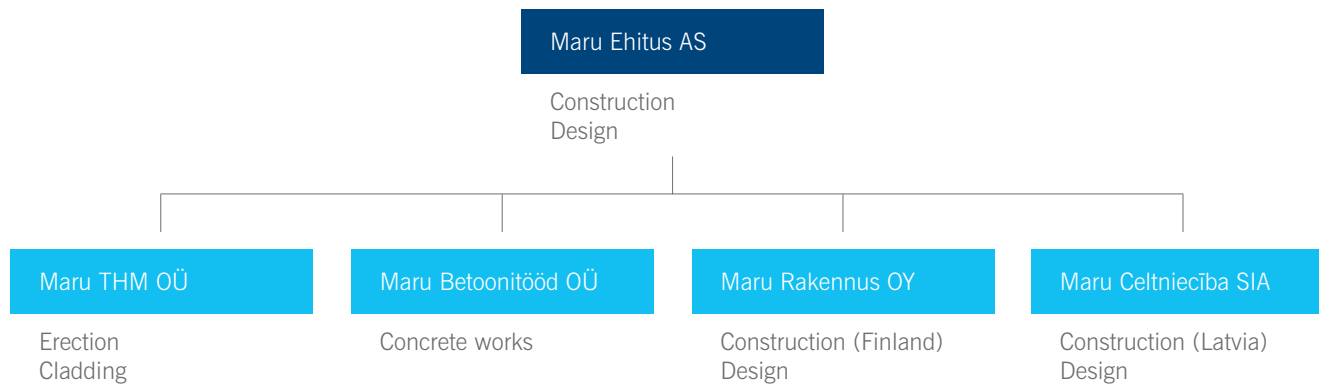 Maru Ehitus AS
Construction
Design
Maru THM OÜ
Erection
Cladding
Maru Betoonitööd OÜ
Concrete works
Maru Rakennus OY
Construction (Finland)
Design
Maru Celtniecība SIA
Construction (Latvia)
Design